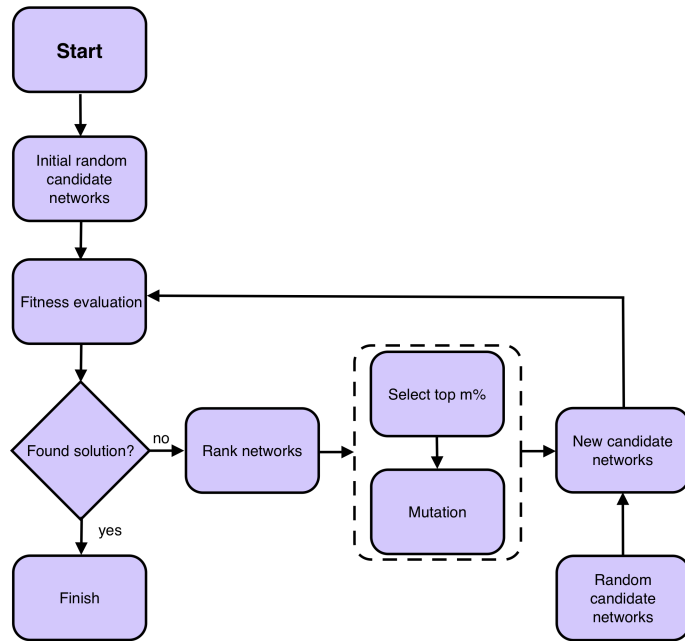 Start
Initial random
candidate
networks
Fitness evaluation
Found solution?
no
yes
Finish
Rank networks
Select top m%
Mutation
New candidate
networks
Random
candidate
networks